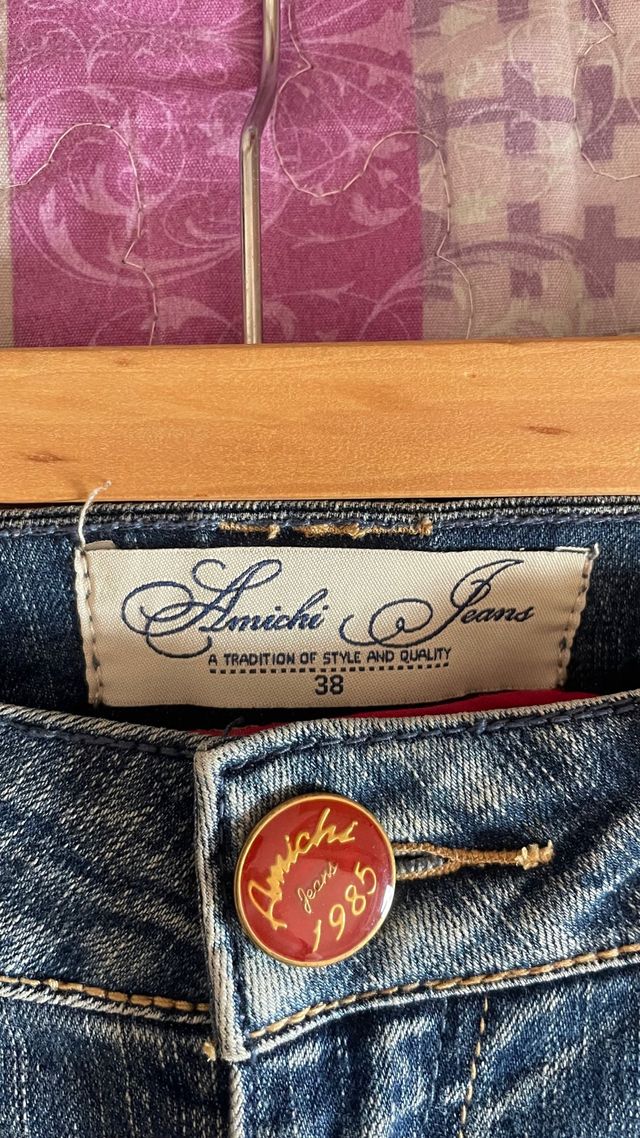 Amichi Jeans
A TRADITION OF STYLE AND QUALITY
38
Amichi
Jeans
1985